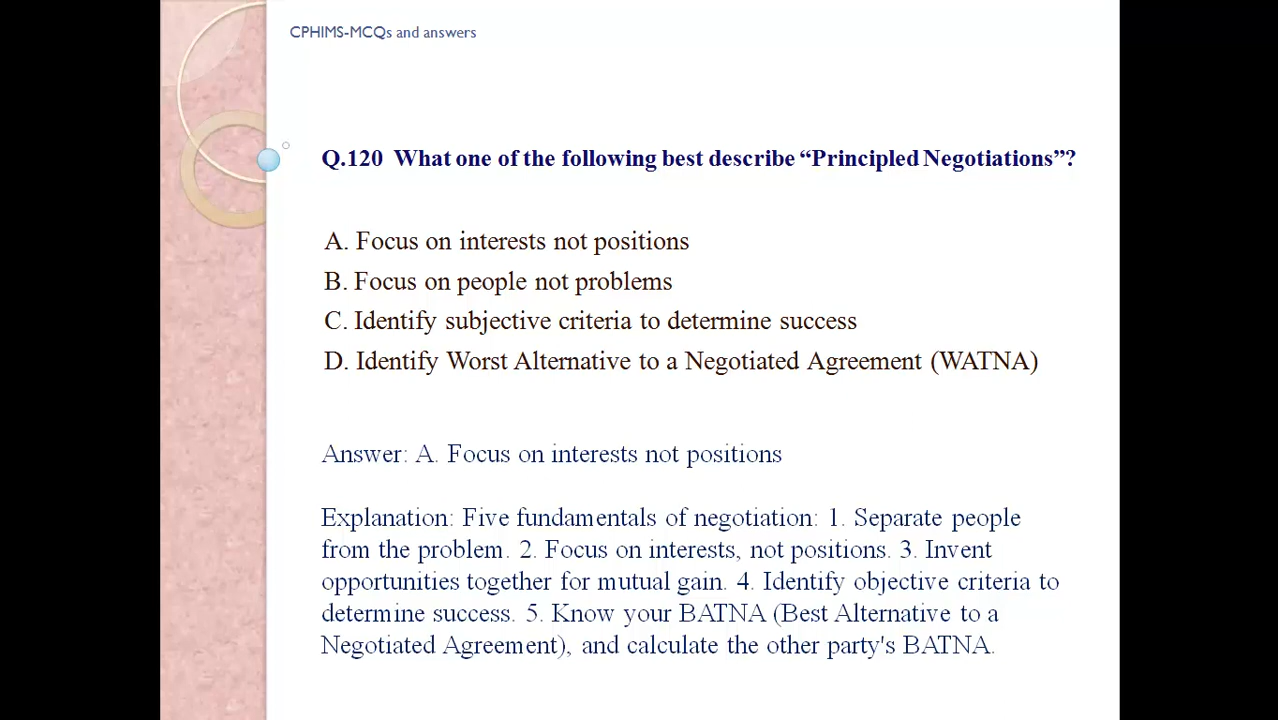 CPHIMS-MCQs and answers
Q.120 What one of the following best describe “Principled Negotiations”?
A. Focus on interests not positions
B. Focus on people not problems
C. Identify subjective criteria to determine success
D. Identify Worst Alternative to a Negotiated Agreement (WATNA)
Answer: A. Focus on interests not positions
Explanation: Five fundamentals of negotiation: 1. Separate people
from the problem. 2. Focus on interests, not positions. 3. Invent
opportunities together for mutual gain. 4. Identify objective criteria to
determine success. 5. Know your BATNA (Best Alternative to a
Negotiated Agreement), and calculate the other party's BATNA.